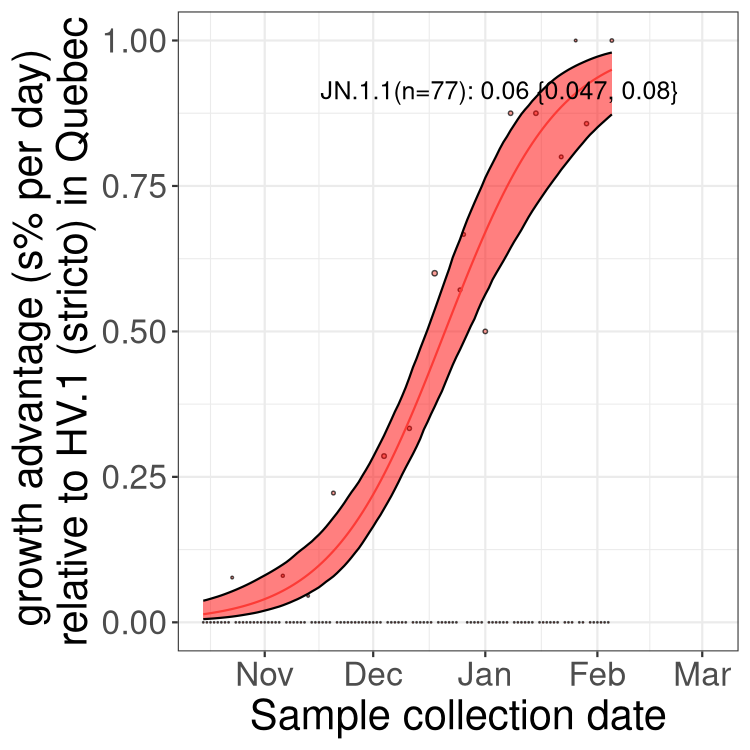 growth advantage (s% per day)
relative to HV.1 (stricto) in Quebec
1.00
0.75
0.50
0.25
0.00
JN.1.1(n=77): 0.06 {0.047, 0.08}
Nov Dec Jan Feb Mar
Sample collection date